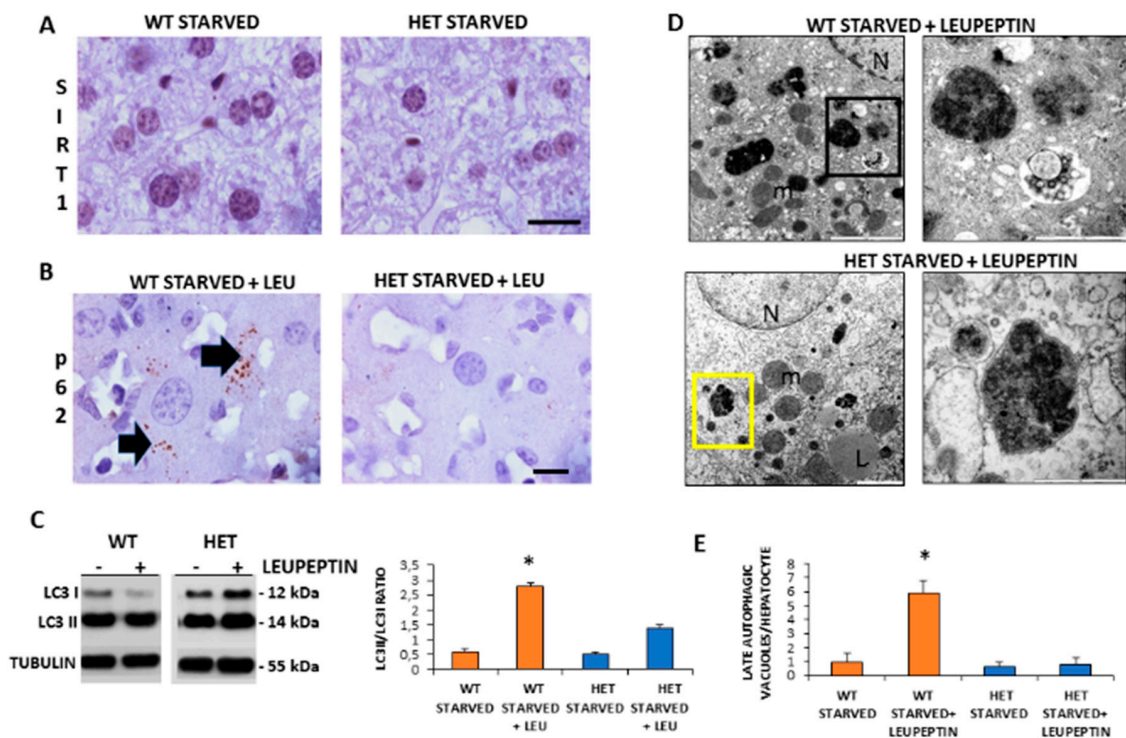 A
WT STARVED
HET STARVED
S
I
R
T
1
B
WT STARVED + LEU
HET STARVED + LEU
p
6
2
C
WT
HET
- + - + LEUPEPTIN
LC3 I
- 12 kDa
LC3 II
- 14 kDa
TUBULIN
- 55 kDa
LC3II/LC3I RATIO
3,5
3
2,5
2
1,5
1
0,5
0
*
WT
STARVED
WT
STARVED
+ LEU
HET
STARVED
HET
STARVED
+ LEU
D
WT STARVED + LEUPEPTIN
N
m
HET STARVED + LEUPEPTIN
N
m
L
E
LATE AUTOPHAGIC
VACUOLES/HEPATOCYTE
8
7
6
5
4
3
2
1
0
*
WT
STARVED
WT
STARVED+
LEUPEPTIN
HET
STARVED
HET
STARVED+
LEUPEPTIN